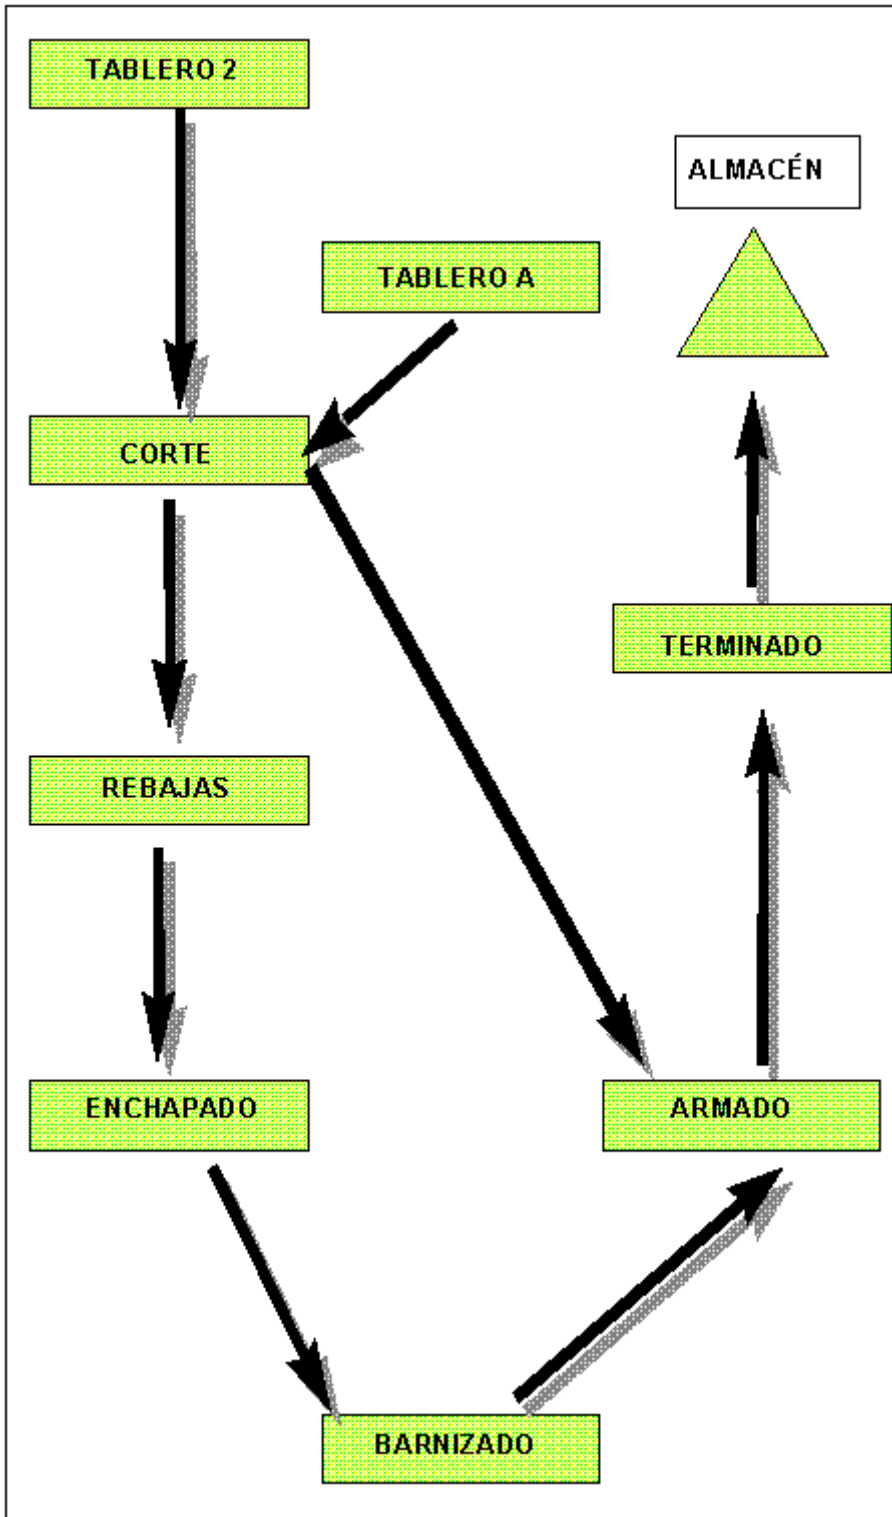 TABLERO 2
ALMACÉN
TABLERO A
CORTE
TERMINADO
REBAJAS
ENCHAPADO
ARMADO
BARNIZADO